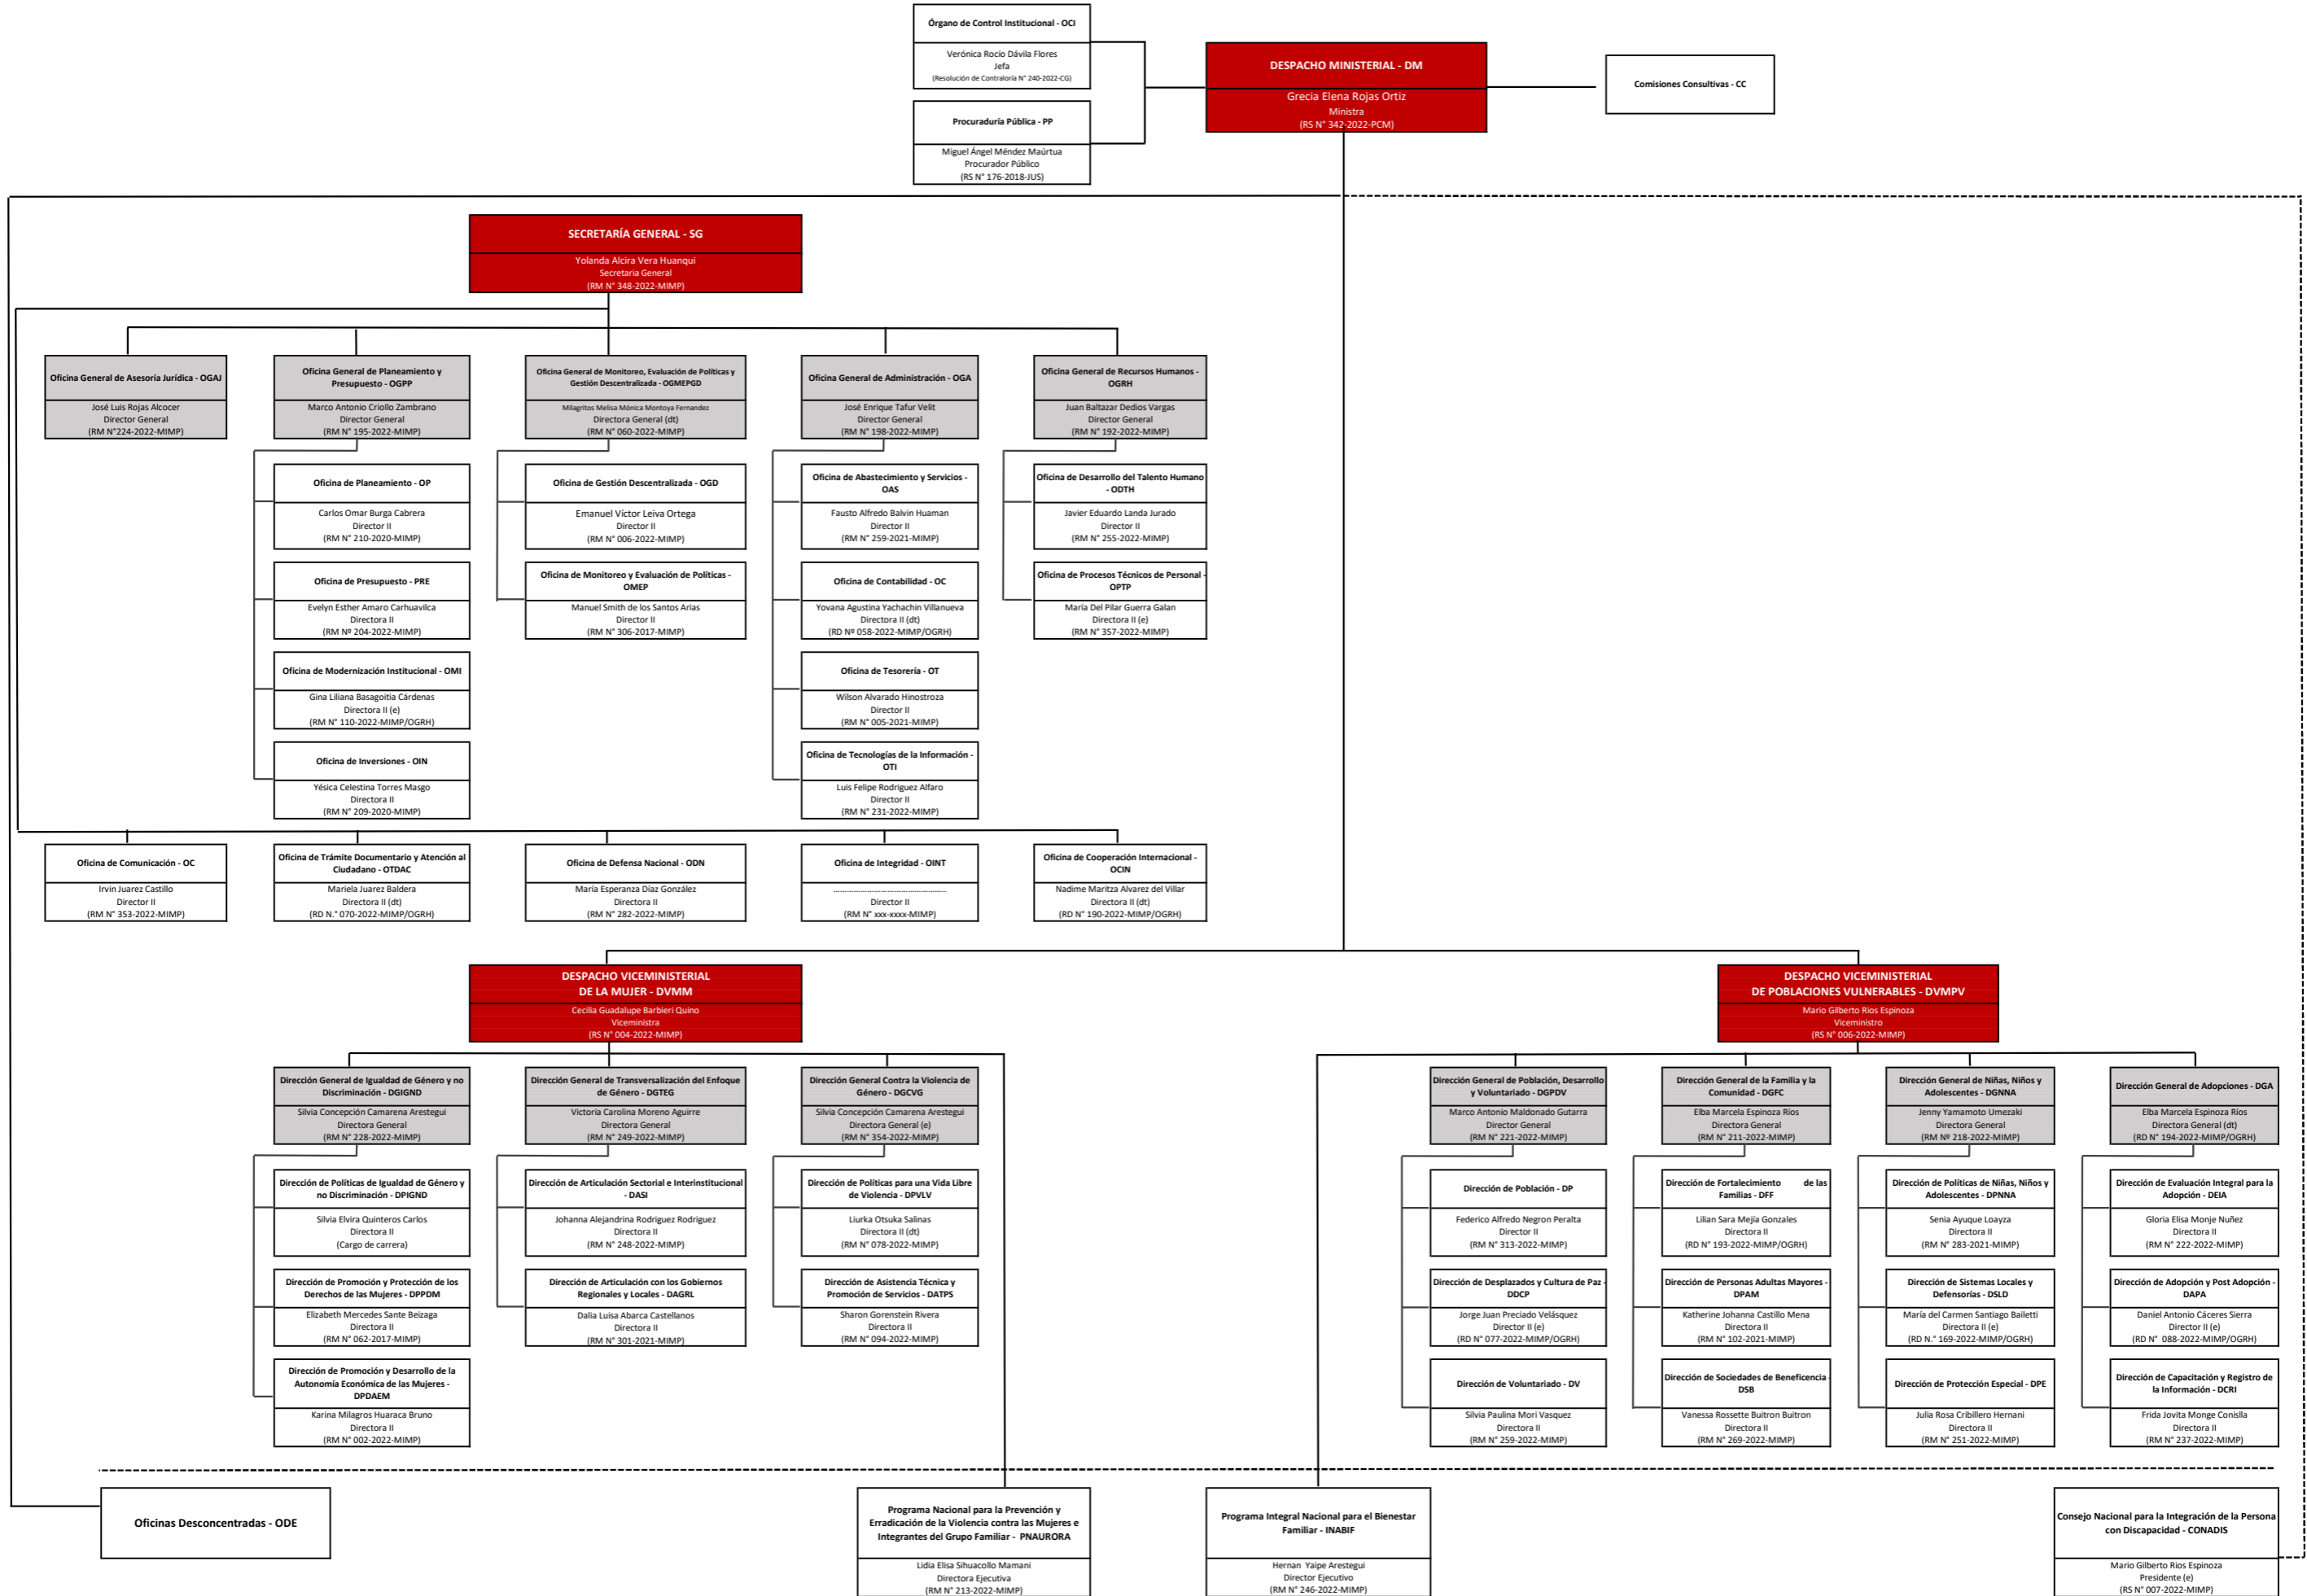 Órgano de Control Institucional - OCI
Verónica Rocío Dávila Flores
Jefa
(Resolución de Contraloría N° 240-2022-CG)
DESPACHO MINISTERIAL - DM
Grecia Elena Rojas Ortiz
Ministra
(RS N° 342-2022-PCM)
Comisiones Consultivas - CC
Procuraduría Pública - PP
Miguel Ángel Méndez Maúrtua
Procurador Público
(RS N° 176-2018-JUS)
SECRETARÍA GENERAL - SG
Yolanda Alcira Vera Huanqui
Secretaria General
(RM N° 348-2022-MIMP)
Oficina General de Asesoría Jurídica - OGAJ
José Luis Rojas Alcocer
Director General
(RM N°224-2022-MIMP)
Oficina General de Planeamiento y
Presupuesto - OGPP
Marco Antonio Criollo Zambrano
Director General
(RM N° 195-2022-MIMP)
Oficina General de Monitoreo, Evaluación de Políticas y
Gestión Descentralizada - OGMEPGD
Milagritos Melisa Mónica Montoya Fernandez
Directora General (dt)
(RM N° 060-2022-MIMP)
Oficina General de Administración - OGA
José Enrique Tafur Velit
Director General
(RM N° 198-2022-MIMP)
Oficina General de Recursos Humanos -
OGRH
Juan Baltazar Dedios Vargas
Director General
(RM N° 192-2022-MIMP)
Oficina de Planeamiento - OP
Carlos Omar Burga Cabrera
Director II
(RM N° 210-2020-MIMP)
Oficina de Gestión Descentralizada - OGD
Emanuel Víctor Leiva Ortega
Director II
(RM N° 006-2022-MIMP)
Oficina de Abastecimiento y Servicios -
OAS
Fausto Alfredo Balvin Huaman
Director II
(RM N° 259-2021-MIMP)
Oficina de Desarrollo del Talento Humano
- ODTH
Javier Eduardo Landa Jurado
Director II
(RM N° 255-2022-MIMP)
Oficina de Presupuesto - PRE
Evelyn Esther Amaro Carhuavilca
Directora II
(RM Nº 204-2022-MIMP)
Oficina de Monitoreo y Evaluación de Políticas -
OMEP
Manuel Smith de los Santos Arias
Director II
(RM N° 306-2017-MIMP)
Oficina de Contabilidad - OC
Yovana Agustina Yachachin Villanueva
Directora II (dt)
(RD Nº 058-2022-MIMP/OGRH)
Oficina de Procesos Técnicos de Personal -
OPTP
María Del Pilar Guerra Galan
Directora II (e)
(RM N° 357-2022-MIMP)
Oficina de Modernización Institucional - OMI
Gina Liliana Basagoitia Cárdenas
Directora II (e)
(RM N° 110-2022-MIMP/OGRH)
Oficina de Tesorería - OT
Wilson Alvarado Hinostroza
Director II
(RM N° 005-2021-MIMP)
Oficina de Inversiones - OIN
Yésica Celestina Torres Masgo
Directora II
(RM N° 209-2020-MIMP)
Oficina de Tecnologías de la Información -
OTI
Luis Felipe Rodriguez Alfaro
Director II
(RM N° 231-2022-MIMP)
Oficina de Comunicación - OC
Irvin Juarez Castillo
Director II
(RM N° 353-2022-MIMP)
Oficina de Trámite Documentario y Atención al
Ciudadano - OTDAC
Mariela Juarez Baldera
Directora II (dt)
(RD N.° 070-2022-MIMP/OGRH)
Oficina de Defensa Nacional - ODN
María Esperanza Díaz González
Directora II
(RM N° 282-2022-MIMP)
Oficina de Integridad - OINT
................................................
Director II
(RM N° xxx-xxxx-MIMP)
Oficina de Cooperación Internacional -
OCIN
Nadime Maritza Alvarez del Villar
Directora II (dt)
(RD N° 190-2022-MIMP/OGRH)
DESPACHO VICEMINISTERIAL
DE LA MUJER - DVMM
Cecilia Guadalupe Barbieri Quino
Viceministra
(RS N° 004-2022-MIMP)
DESPACHO VICEMINISTERIAL
DE POBLACIONES VULNERABLES - DVMPV
Mario Gilberto Rios Espinoza
Viceministro
(RS N° 006-2022-MIMP)
Dirección General de Igualdad de Género y no
Discriminación - DGIGND
Silvia Concepción Camarena Arestegui
Directora General
(RM N° 228-2022-MIMP)
Dirección General de Transversalización del Enfoque
de Género - DGTEG
Victoria Carolina Moreno Aguirre
Directora General
(RM N° 249-2022-MIMP)
Dirección General Contra la Violencia de
Género - DGCVG
Silvia Concepción Camarena Arestegui
Directora General (e)
(RM N° 354-2022-MIMP)
Dirección General de Población, Desarrollo
y Voluntariado - DGPDV
Marco Antonio Maldonado Gutarra
Director General
(RM N° 221-2022-MIMP)
Dirección General de la Familia y la
Comunidad - DGFC
Elba Marcela Espinoza Ríos
Directora General
(RM N° 211-2022-MIMP)
Dirección General de Niñas, Niños y
Adolescentes - DGNNA
Jenny Yamamoto Umezaki
Directora General
(RM Nº 218-2022-MIMP)
Dirección General de Adopciones - DGA
Elba Marcela Espinoza Ríos
Directora General (dt)
(RD N° 194-2022-MIMP/OGRH)
Dirección de Políticas de Igualdad de Género y
no Discriminación - DPIGND
Silvia Elvira Quinteros Carlos
Directora II
(Cargo de carrera)
Dirección de Articulación Sectorial e Interinstitucional
- DASI
Johanna Alejandrina Rodriguez Rodriguez
Directora II
(RM N° 248-2022-MIMP)
Dirección de Políticas para una Vida Libre
de Violencia - DPVLV
Liurka Otsuka Salinas
Directora II (dt)
(RM N° 078-2022-MIMP)
Dirección de Población - DP
Federico Alfredo Negron Peralta
Director II
(RM N° 313-2022-MIMP)
Dirección de Fortalecimiento de las
Familias - DFF
Lilian Sara Mejía Gonzales
Directora II
(RD N° 193-2022-MIMP/OGRH)
Dirección de Políticas de Niñas, Niños y
Adolescentes - DPNNA
Senia Ayuque Loayza
Directora II
(RM N° 283-2021-MIMP)
Dirección de Evaluación Integral para la
Adopción - DEIA
Gloria Elisa Monje Nuñez
Directora II
(RM N° 222-2022-MIMP)
Dirección de Promoción y Protección de los
Derechos de las Mujeres - DPPDM
Elizabeth Mercedes Sante Beizaga
Directora II
(RM N° 062-2017-MIMP)
Dirección de Articulación con los Gobiernos
Regionales y Locales - DAGRL
Dalia Luisa Abarca Castellanos
Directora II
(RM N° 301-2021-MIMP)
Dirección de Asistencia Técnica y
Promoción de Servicios - DATPS
Sharon Gorenstein Rivera
Directora II
(RM N° 094-2022-MIMP)
Dirección de Desplazados y Cultura de Paz -
DDCP
Jorge Juan Preciado Velásquez
Director II (e)
(RD N° 077-2022-MIMP/OGRH)
Dirección de Personas Adultas Mayores -
DPAM
Katherine Johanna Castillo Mena
Directora II
(RM N° 102-2021-MIMP)
Dirección de Sistemas Locales y
Defensorías - DSLD
María del Carmen Santiago Bailetti
Directora II (e)
(RD N.° 169-2022-MIMP/OGRH)
Dirección de Adopción y Post Adopción -
DAPA
Daniel Antonio Cáceres Sierra
Director II (e)
(RD N° 088-2022-MIMP/OGRH)
Dirección de Promoción y Desarrollo de la
Autonomía Económica de las Mujeres -
DPDAEM
Karina Milagros Huaraca Bruno
Directora II
(RM N° 002-2022-MIMP)
Dirección de Voluntariado - DV
Silvia Paulina Mori Vasquez
Directora II
(RM N° 259-2022-MIMP)
Dirección de Sociedades de Beneficencia -
DSB
Vanessa Rossette Buitron Buitron
Directora II
(RM N° 269-2022-MIMP)
Dirección de Protección Especial - DPE
Julia Rosa Cribillero Hernani
Directora II
(RM N° 251-2022-MIMP)
Dirección de Capacitación y Registro de
la Información - DCRI
Frida Jovita Monge Conislla
Directora II
(RM N° 237-2022-MIMP)
Oficinas Desconcentradas - ODE
Programa Nacional para la Prevención y
Erradicación de la Violencia contra las Mujeres e
Integrantes del Grupo Familiar - PNAURORA
Lidia Elisa Sihuacollo Mamani
Directora Ejecutiva
(RM N° 213-2022-MIMP)
Programa Integral Nacional para el Bienestar
Familiar - INABIF
Hernan Yaipe Arestegui
Director Ejecutivo
(RM N° 246-2022-MIMP)
Consejo Nacional para la Integración de la Persona
con Discapacidad - CONADIS
Mario Gilberto Rios Espinoza
Presidente (e)
(RS N° 007-2022-MIMP)